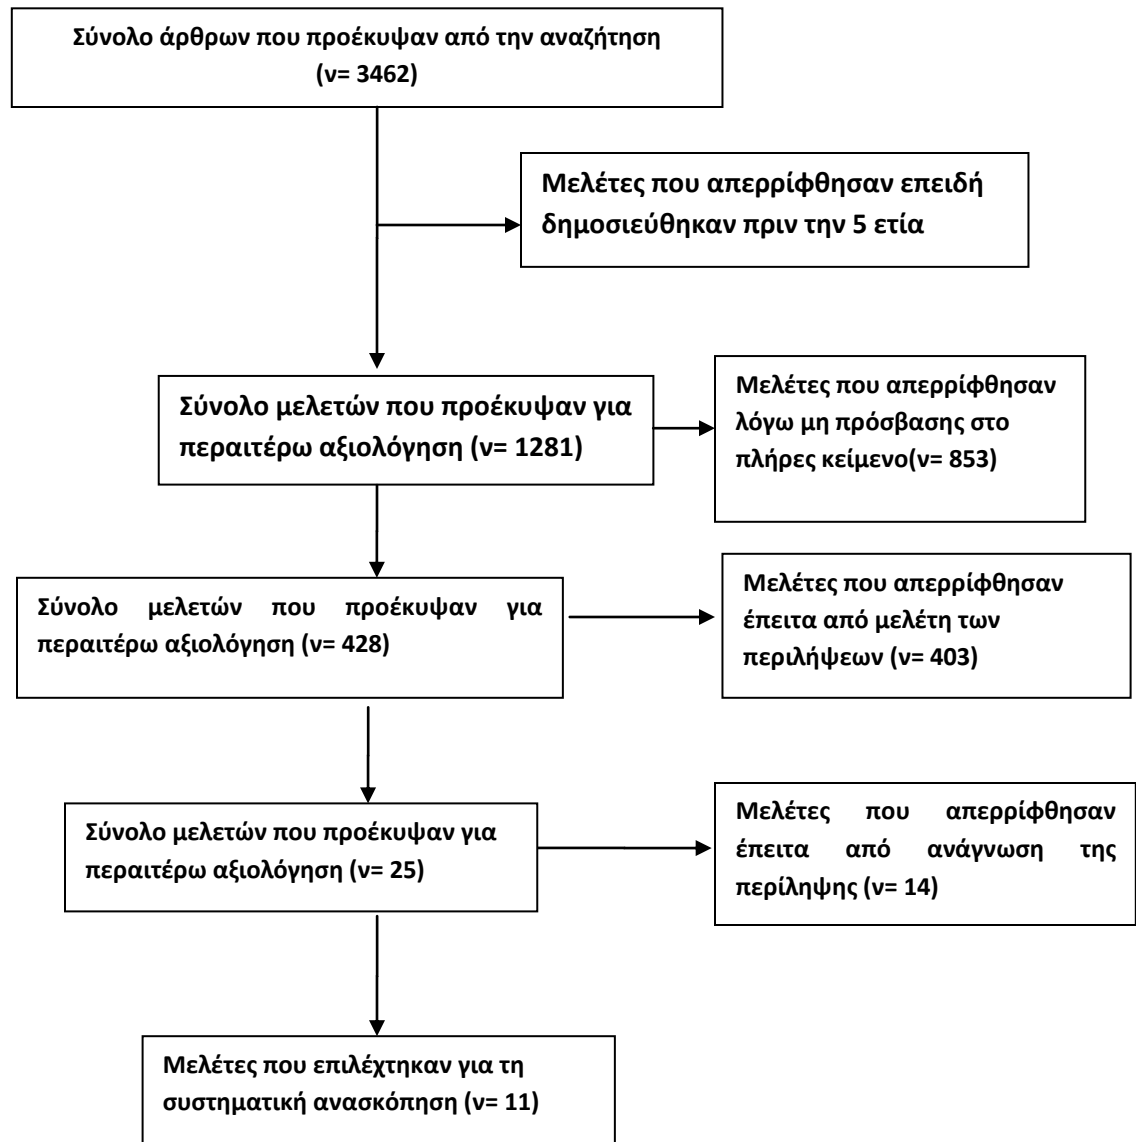 Σύνολο άρθρων που προέκυψαν από την αναζήτηση
(ν= 3462)
Μελέτες που απερρίφθησαν επειδή
δημοσιεύθηκαν πριν την 5 ετία
Σύνολο μελετών που προέκυψαν για
περαιτέρω αξιολόγηση (ν= 1281)
Μελέτες που απερρίφθησαν
λόγω μη πρόσβασης στο
πλήρες κείμενο(ν= 853)
Σύνολο μελετών που προέκυψαν για
περαιτέρω αξιολόγηση (ν= 428)
Μελέτες που απερρίφθησαν
έπειτα από μελέτη των
περιλήψεων (ν= 403)
Σύνολο μελετών που προέκυψαν για
περαιτέρω αξιολόγηση (ν= 25)
Μελέτες που απερρίφθησαν
έπειτα από ανάγνωση της
περίληψης (ν= 14)
Μελέτες που επιλέχτηκαν για τη
συστηματική ανασκόπηση (ν= 11)